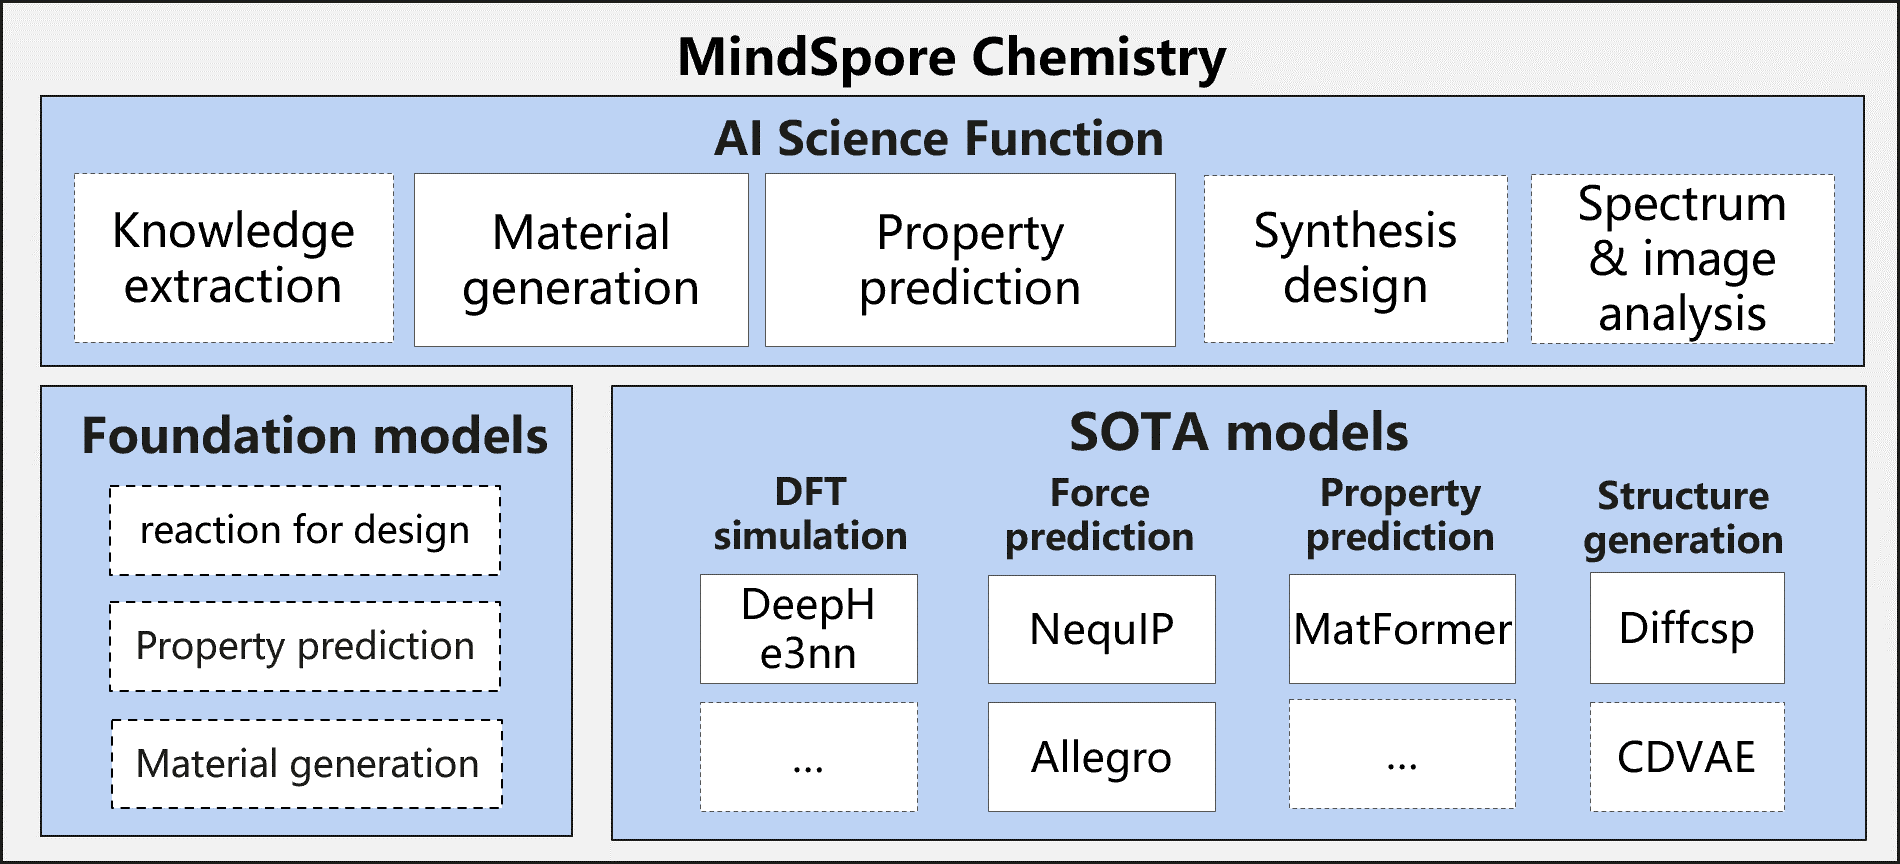 MindSpore Chemistry
AI Science Function
Knowledge
extraction
Material
generation
Property
prediction
Synthesis
design
Spectrum
& image
analysis
Foundation models
reaction for design
Property prediction
Material generation
SOTA models
DFT
simulation
DeepH
e3nn
...
Force
prediction
NequIP
Allegro
Property
prediction
MatFormer
...
Structure
generation
Diffcsp
CDVAE